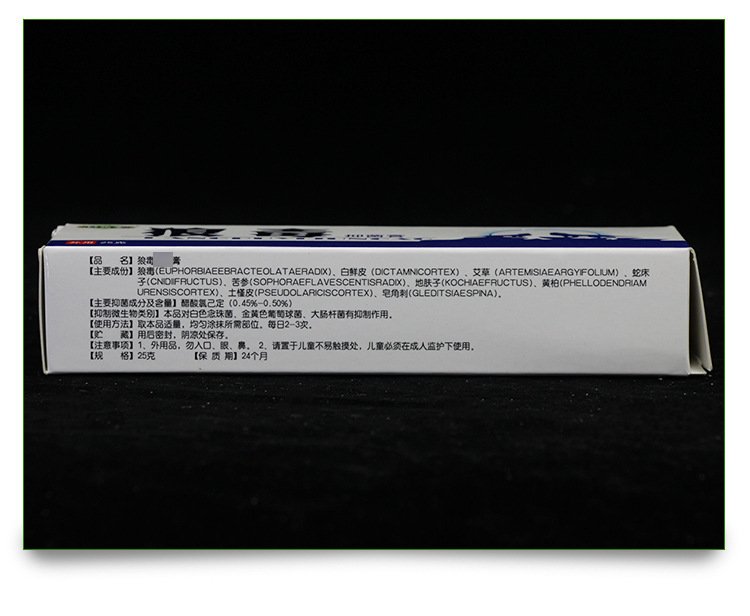 外用 25克
抑菌膏
【品 名】狼毒 膏
【主要成份】狼毒(EUPHORBIAEEBRACTEOLATAERADIX)、白鲜皮(DICTAMNICORTEX)、艾草(ARTEMISIAEARGYIFOLIUM)、蛇床
子(CNIDIIFRUCTUS)、苦参(SOPHORAEFLAVESCENTISRADIX)、地肤子(KOCHIAEFRUCTUS)、黄柏(PHELLODENDRIAM
URENSISCORTEX)、土槿皮(PSEUDOLARICISCORTEX)、皂角刺(GLEDITSIAESPINA)。
【主要抑菌成分及含量】醋酸氯己定(0.45%-0.50%)
【抑制微生物类别】本品对白色念珠菌、金黄色葡萄球菌、大肠杆菌有抑制作用。
【使用方法】取本品适量，均匀涂抹所需部位。每日2-3次。
【贮 藏】用后密封，阴凉处保存。
【注意事项】1、外用品，勿入口、眼、鼻。 2、请置于儿童不易触摸处，儿童必须在成人监护下使用。
【规 格】25克 【保 质 期】24个月